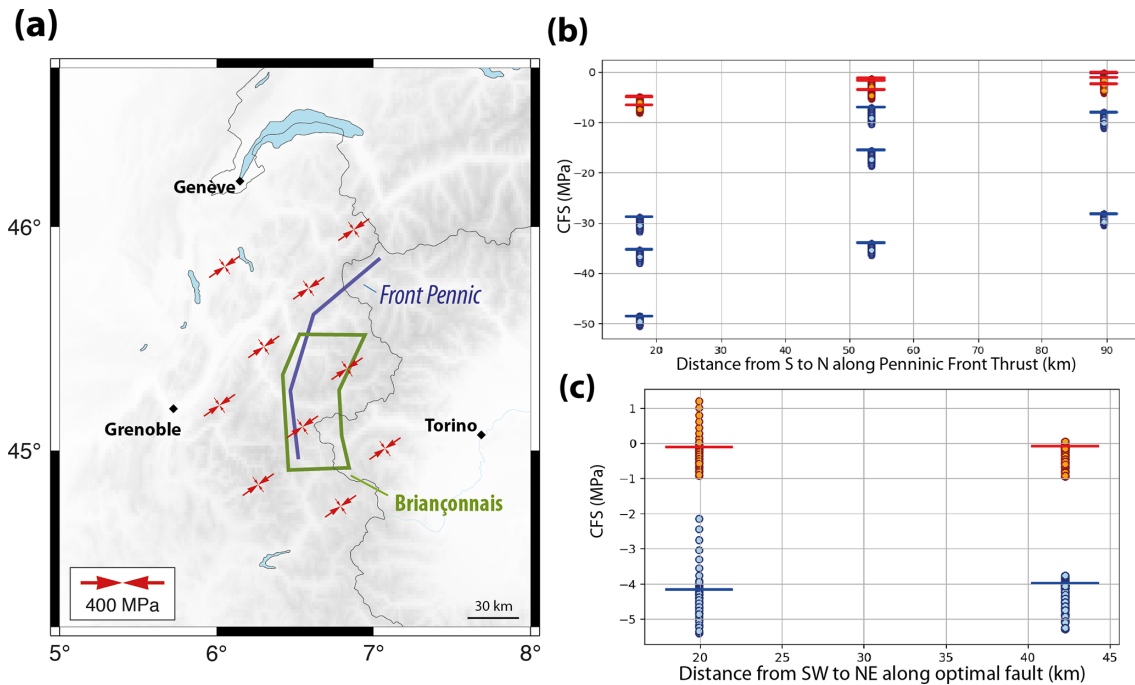 (a)
Genève
46°
Front Pennic
Grenoble
Torino
45°
Briançonnais
400 MPa
30 km
5°
6°
7°
8°
(b)
0
−10
−20
−30
−40
−50
CFS (MPa)
20
30
40
50
60
70
80
90
Distance from S to N along Penninic Front Thrust (km)
(c)
1
0
−1
−2
−3
−4
−5
CFS (MPa)
20
25
30
35
40
45
Distance from SW to NE along optimal fault (km)